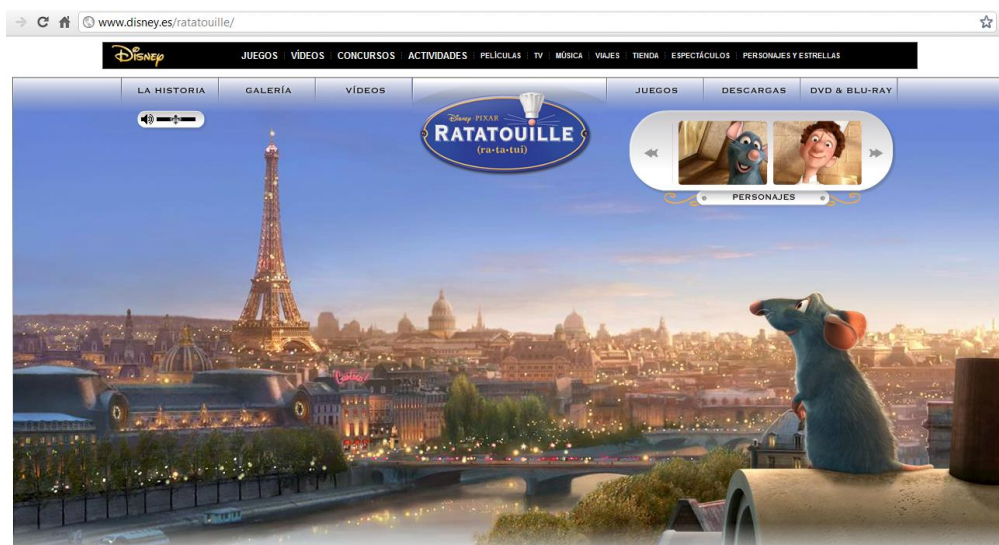 www.disney.es/ratatouille/
Disney JUEGOS VÍDEOS CONCURSOS ACTIVIDADES PELÍCULAS TV MÚSICA VIAJES TIENDA ESPECTÁCULOS PERSONAJES Y ESTRELLAS
LA HISTORIA GALERÍA VÍDEOS JUEGOS DESCARGAS DVD & BLU-RAY
Disney PIXAR
RATATOUILLE
(ra•ta•tui)
PERSONAJES